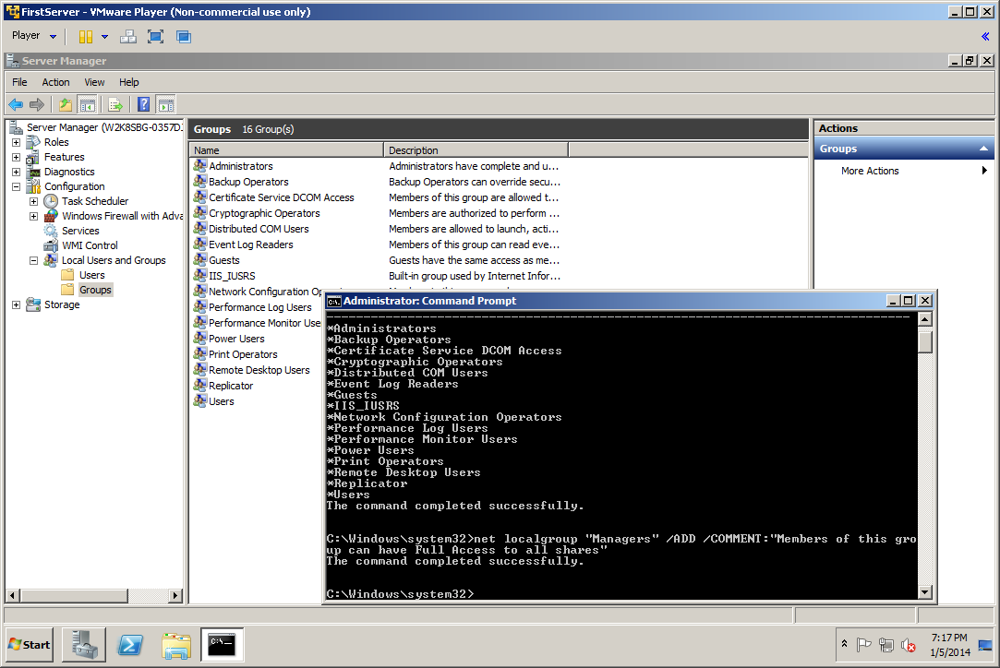 FirstServer - VMware Player (Non-commercial use only)
Player
Server Manager
File Action View Help
Server Manager (W2K8SBG-0357D.
Roles
Features
Diagnostics
Configuration
Task Scheduler
Windows Firewall with Adva
Services
WMI Control
Local Users and Groups
Users
Groups
Storage
Groups 16 Group(s)
Name Description
Administrators Administrators have complete and u...
Backup Operators Backup Operators can override secu...
Certificate Service DCOM Access Members of this group are allowed t...
Cryptographic Operators Members are authorized to perform ...
Distributed COM Users Members are allowed to launch, acti...
Event Log Readers Members of this group can read eve...
Guests Guests have the same access as me...
IIS_IUSRS Built-in group used by Internet Infor...
Network Configuration Op
Performance Log Users
Performance Monitor Use
Power Users
Print Operators
Remote Desktop Users
Replicator
Users
Actions
Groups
More Actions
Administrator: Command Prompt
*Administrators
*Backup Operators
*Certificate Service DCOM Access
*Cryptographic Operators
*Distributed COM Users
*Event Log Readers
*Guests
*IIS_IUSRS
*Network Configuration Operators
*Performance Log Users
*Performance Monitor Users
*Power Users
*Print Operators
*Remote Desktop Users
*Replicator
*Users
The command completed successfully.
C:\Windows\system32>net localgroup "Managers" /ADD /COMMENT:"Members of this gro
up can have Full Access to all shares"
The command completed successfully.
C:\Windows\system32>
Start
7:17 PM
1/5/2014